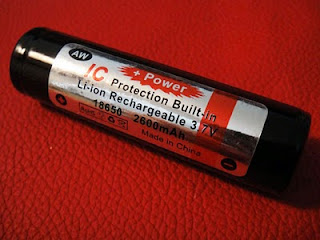 AW
+ Power
IC Protection Built-in
Li-ion Rechargeable 3.7V
18650 2600mAh
Made in China